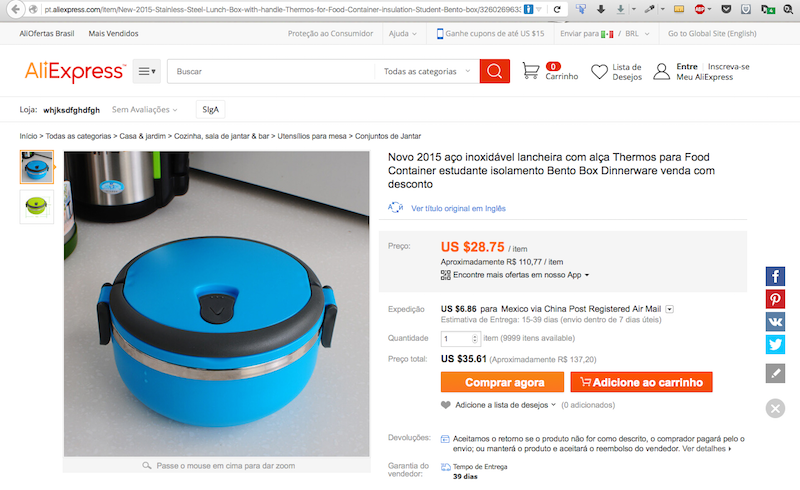 pt.aliexpress.com/item/New-2015-Stainless-Steel-Lunch-Box-with-handle-Thermos-for-Food-Container-insulation-Student-Bento-box/3260269633
AliOfertas Brasil Mais Vendidos Proteção ao Consumidor Ajuda Ganhe cupons de até US $15 Enviar para / BRL Go to Global Site (English)
AliExpress™ Buscar Todas as categorias 0 Carrinho Lista de Desejos Entre Inscreva-se Meu AliExpress
Loja: whjksdfghdfgh Sem Avaliações SIgA
Início > Todas as categorias > Casa & jardim > Cozinha, sala de jantar & bar > Utensílios para mesa > Conjuntos de Jantar
Novo 2015 aço inoxidável lancheira com alça Thermos para Food
Container estudante isolamento Bento Box Dinnerware venda com
desconto
Ver título original em Inglês
Preço: US $28.75 / item
Aproximadamente R$ 110,77 / item
Encontre mais ofertas em nosso App
Expedição US $6.86 para Mexico via China Post Registered Air Mail
Estimativa de Entrega: 15-39 dias (envio dentro de 7 dias úteis)
Quantidade 1 item (9999 itens available)
Preço total: US $35.61 (Aproximadamente R$ 137,20)
Comprar agora Adicione ao carrinho
Adicione a lista de desejos (0 adicionados)
Devoluções: Aceitamos o retorno se o produto não for como descrito, o comprador pagará pelo o
envio; ou manterá o produto e aceitará o reembolso do vendedor. Ver detalhes
Passe o mouse em cima para dar zoom
Garantia do vendedor: Tempo de Entrega
39 dias